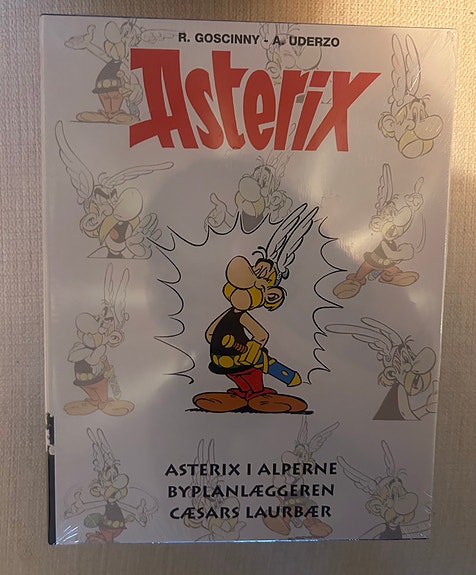 R. GOSCINNY - A. UDERZO
Asterix
ASTERIX I ALPERNE
BYPLANLÆGGEREN
CÆSARS LAURBÆR